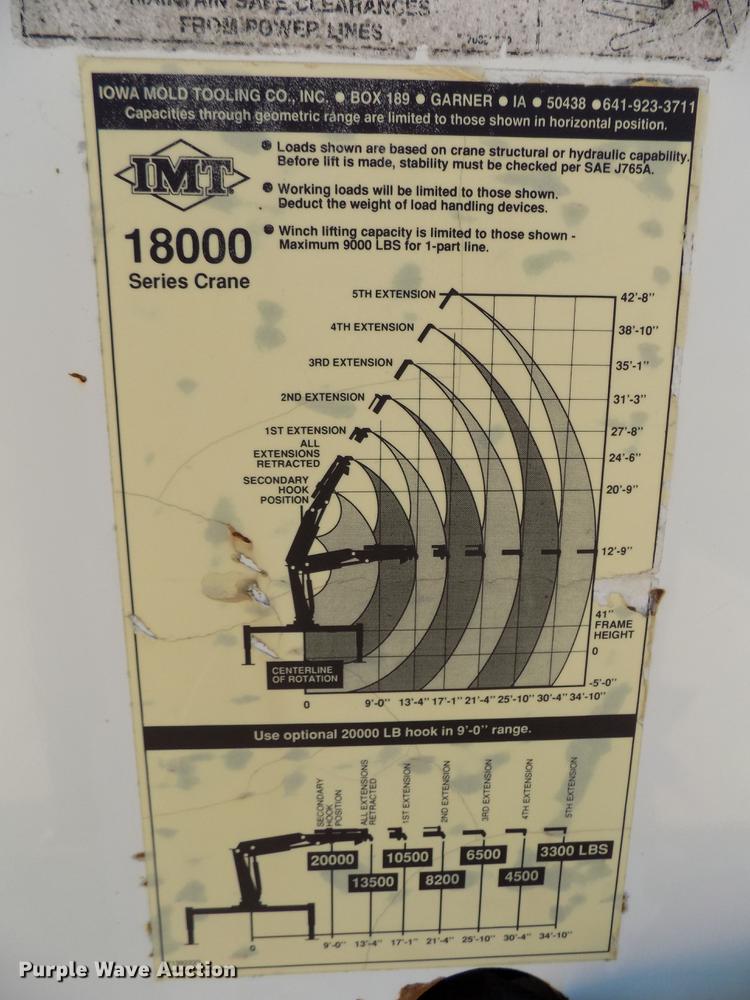 MAINTAIN SAFE CLEARANCES
FROM POWER LINES
IOWA MOLD TOOLING CO., INC. ● BOX 189 ● GARNER ● IA ● 50438 ●641-923-3711
Capacities through geometric range are limited to those shown in horizontal position.
IMT
18000
Series Crane
● Loads shown are based on crane structural or hydraulic capability.
Before lift is made, stability must be checked per SAE J765A.
● Working loads will be limited to those shown.
Deduct the weight of load handling devices.
● Winch lifting capacity is limited to those shown -
Maximum 9000 LBS for 1-part line.
5TH EXTENSION
42'-8"
4TH EXTENSION
38'-10"
3RD EXTENSION
35'-1"
2ND EXTENSION
31'-3"
1ST EXTENSION
27'-8"
ALL
EXTENSIONS
RETRACTED
24'-6"
SECONDARY
HOOK
POSITION
20'-9"
12'-9"
41"
FRAME
HEIGHT
0
-5'-0"
CENTERLINE
OF ROTATION
0 9'-0" 13'-4" 17'-1" 21'-4" 25'-10" 30'-4" 34'-10"
Use optional 20000 LB hook in 9'-0" range.
SECONDARY
HOOK
POSITION
ALL EXTENSIONS
RETRACTED
1ST EXTENSION
2ND EXTENSION
3RD EXTENSION
4TH EXTENSION
5TH EXTENSION
20000 10500 6500 3300 LBS
13500 8200 4500
0 9'-0" 13'-4" 17'-1" 21'-4" 25'-10" 30'-4" 34'-10"
Purple Wave Auction